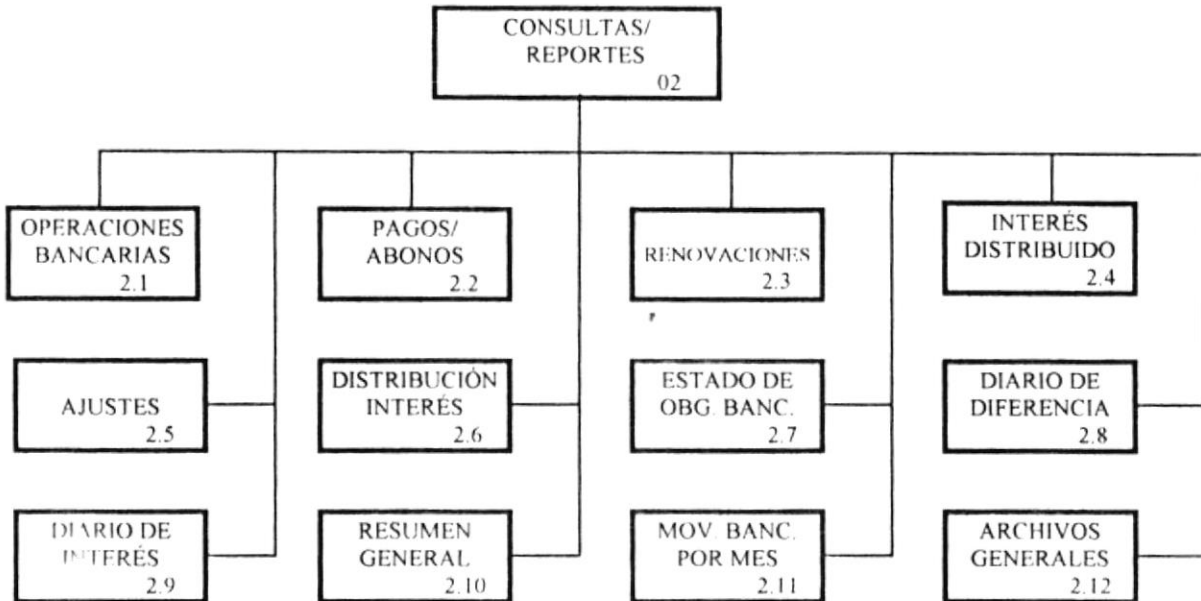 CONSULTAS/
REPORTES
02
OPERACIONES
BANCARIAS
2.1
PAGOS/
ABONOS
2.2
RENOVACIONES
2.3
INTERÉS
DISTRIBUIDO
2.4
AJUSTES
2.5
DISTRIBUCIÓN
INTERÉS
2.6
ESTADO DE
OBG. BANC.
2.7
DIARIO DE
DIFERENCIA
2.8
DIARIO DE
INTERÉS
2.9
RESUMEN
GENERAL
2.10
MOV. BANC.
POR MES
2.11
ARCHIVOS
GENERALES
2.12